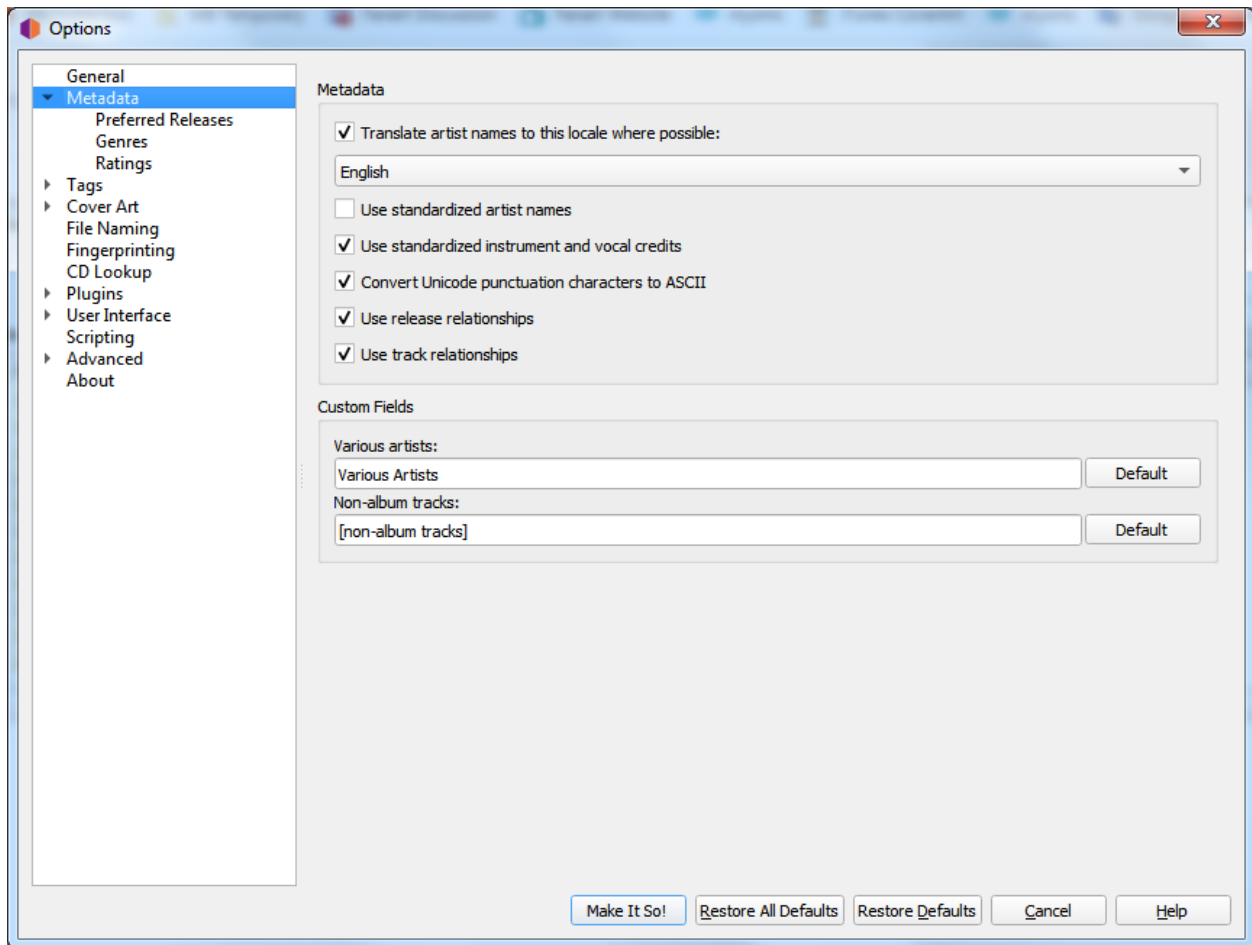 Options
General
Metadata
Preferred Releases
Genres
Ratings
Tags
Cover Art
File Naming
Fingerprinting
CD Lookup
Plugins
User Interface
Scripting
Advanced
About
Metadata
Translate artist names to this locale where possible:
English
Use standardized artist names
Use standardized instrument and vocal credits
Convert Unicode punctuation characters to ASCII
Use release relationships
Use track relationships
Custom Fields
Various artists:
Various Artists Default
Non-album tracks:
[non-album tracks] Default
Make It So! Restore All Defaults Restore Defaults Cancel Help